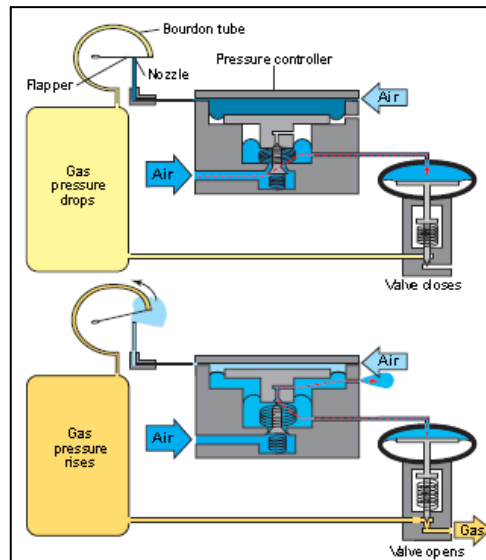 Bourdon tube
Pressure controller
Nozzle
Flapper
Air
Gas
pressure
drops
Air
Valve closes
Air
Gas
pressure
rises
Air
Gas
Valve opens